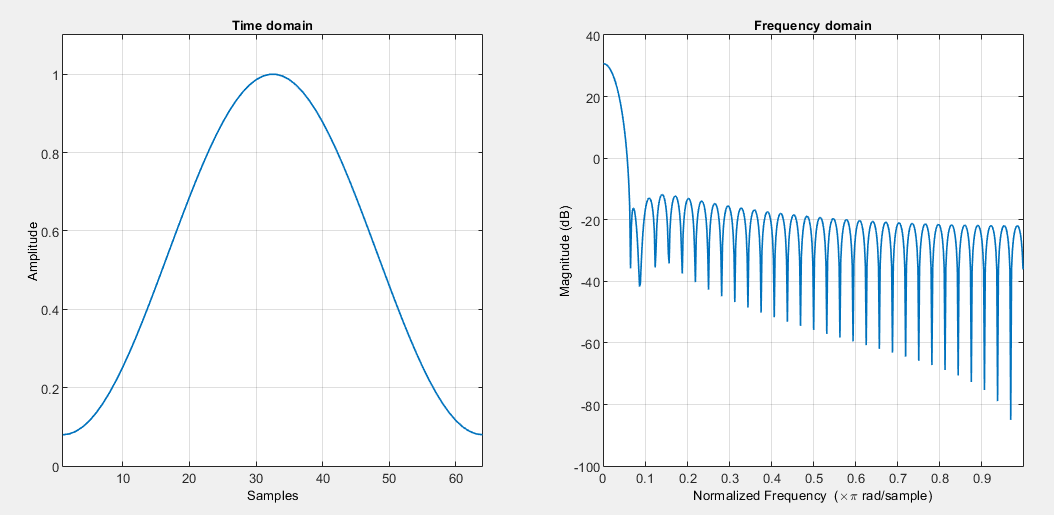 Time domain
1
0.8
0.6
0.4
0.2
0
10 20 30 40 50 60
Samples
Amplitude
Frequency domain
40
20
0
-20
-40
-60
-80
-100
0 0.1 0.2 0.3 0.4 0.5 0.6 0.7 0.8 0.9
Normalized Frequency (×π rad/sample)
Magnitude (dB)